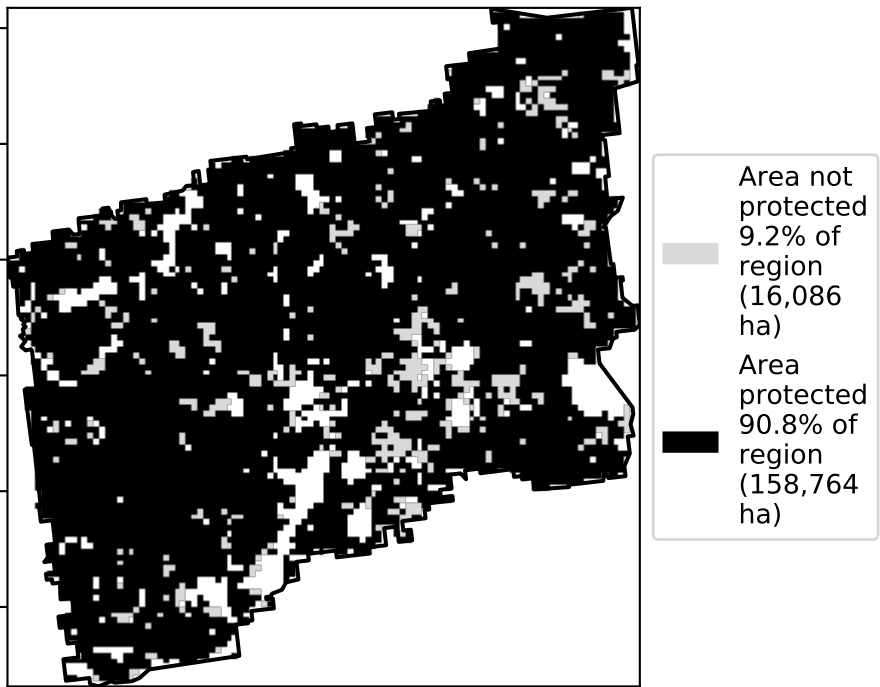 Area not
protected
9.2% of
region
(16,086
ha)
Area
protected
90.8% of
region
(158,764
ha)